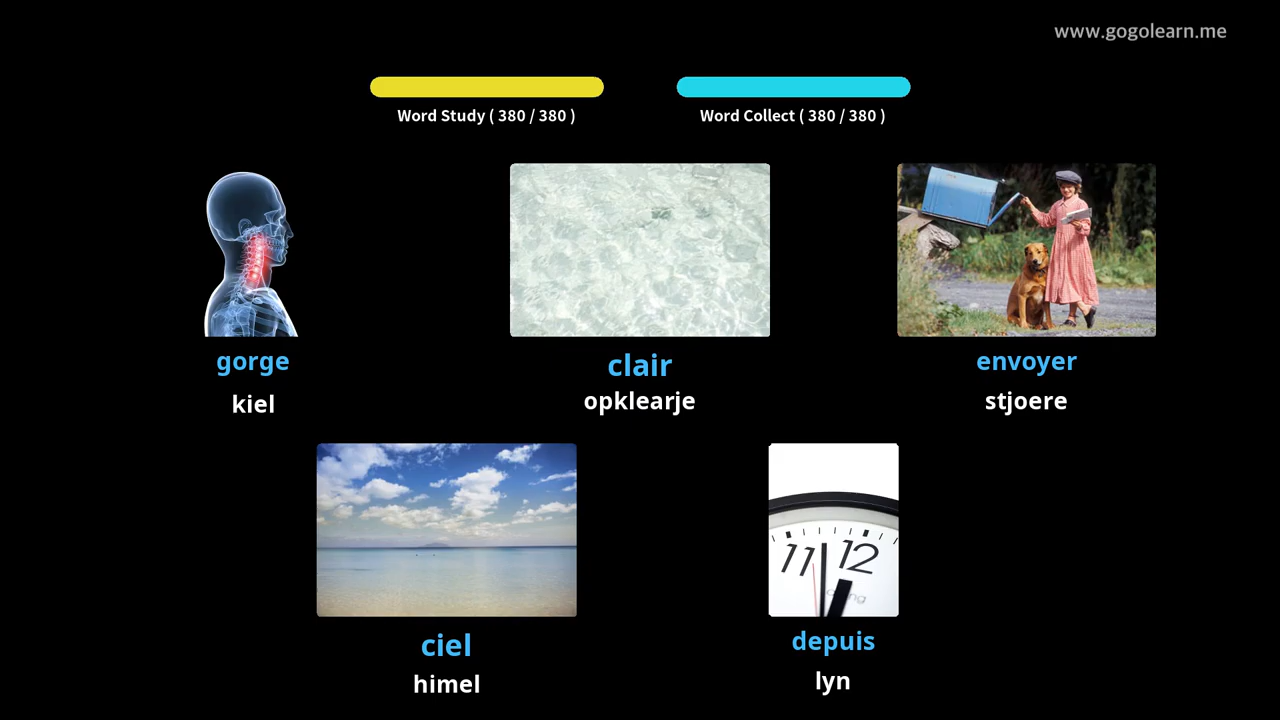 www.gogolearn.me
Word Study ( 380 / 380 )
Word Collect ( 380 / 380 )
gorge
kiel
clair
opklearje
envoyer
stjoere
11 12
ciel
himel
depuis
lyn